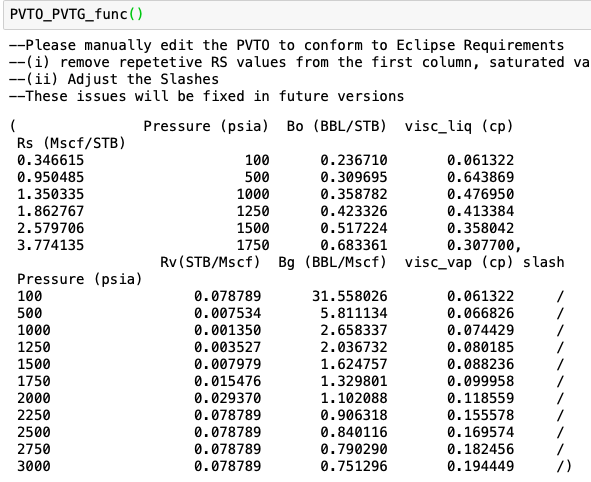 PVTO_PVTG_func()
--Please manually edit the PVTO to conform to Eclipse Requirements
--(i) remove repetetive RS values from the first column, saturated va
--(ii) Adjust the Slashes
--These issues will be fixed in future versions
( Pressure (psia) Bo (BBL/STB) visc_liq (cp)
Rs (Mscf/STB)
0.346615 100 0.236710 0.061322
0.950485 500 0.309695 0.643869
1.350335 1000 0.358782 0.476950
1.862767 1250 0.423326 0.413384
2.579706 1500 0.517224 0.358042
3.774135 1750 0.683361 0.307700,
Rv(STB/Mscf) Bg (BBL/Mscf) visc_vap (cp) slash
Pressure (psia)
100 0.078789 31.558026 0.061322 /
500 0.007534 5.811134 0.066826 /
1000 0.001350 2.658337 0.074429 /
1250 0.003527 2.036732 0.080185 /
1500 0.007979 1.624757 0.088236 /
1750 0.015476 1.329801 0.099958 /
2000 0.029370 1.102088 0.118559 /
2250 0.078789 0.906318 0.155578 /
2500 0.078789 0.840116 0.169574 /
2750 0.078789 0.790290 0.182456 /
3000 0.078789 0.751296 0.194449 /)